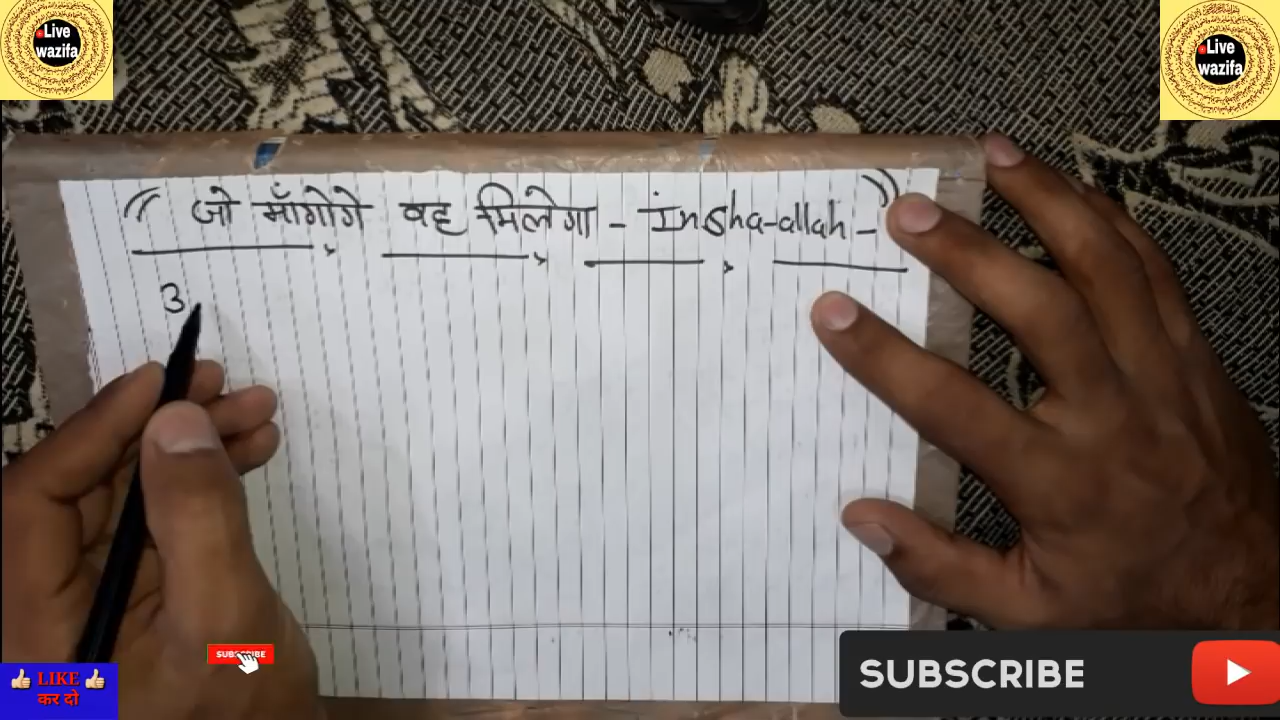 Live
wazifa
Live
wazifa
(( जो माँगोगे वह मिलेगा - Insha-allah - ))
3
SUBSCRIBE
LIKE
कर दो
SUBSCRIBE